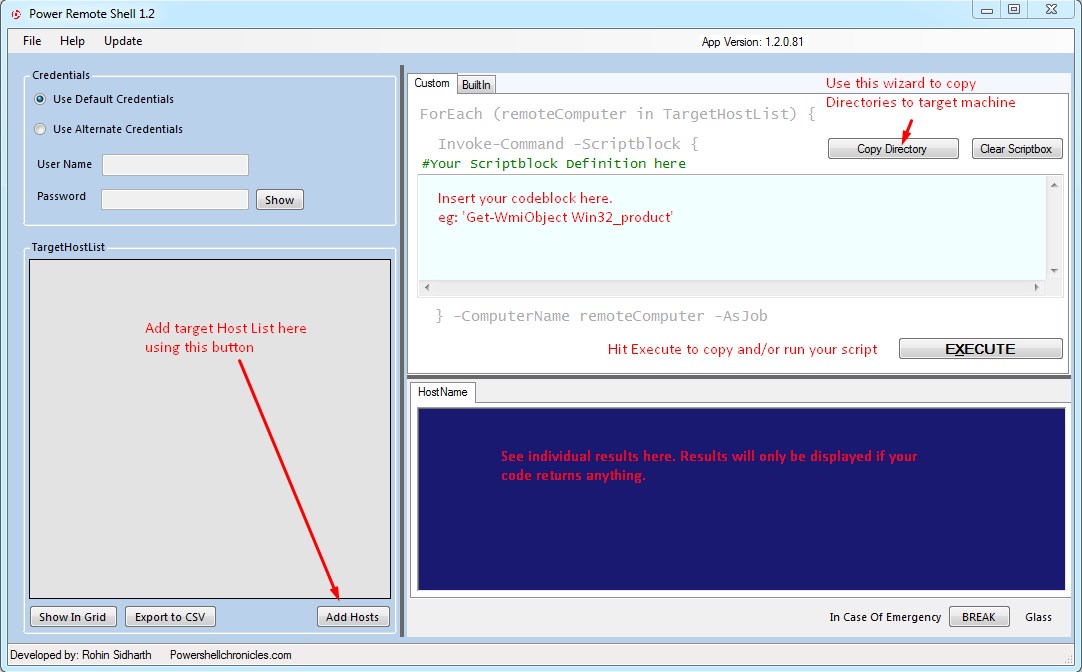 Power Remote Shell 1.2
File Help Update
App Version: 1.2.0.81
Credentials
Use Default Credentials
Use Alternate Credentials
User Name
Password
Show
TargetHostList
Add target Host List here
using this button
Show In Grid
Export to CSV
Add Hosts
Custom
BuiltIn
Use this wizard to copy
Directories to target machine
ForEach (remoteComputer in TargetHostList) {
Invoke-Command -Scriptblock {
Copy Directory
Clear Scriptbox
#Your Scriptblock Definition here
Insert your codeblock here.
eg: 'Get-WmiObject Win32_product'
} -ComputerName remoteComputer -AsJob
Hit Execute to copy and/or run your script
EXECUTE
HostName
See individual results here. Results will only be displayed if your
code returns anything.
In Case Of Emergency
BREAK
Glass
Developed by: Rohin Sidharth
Powershellchronicles.com